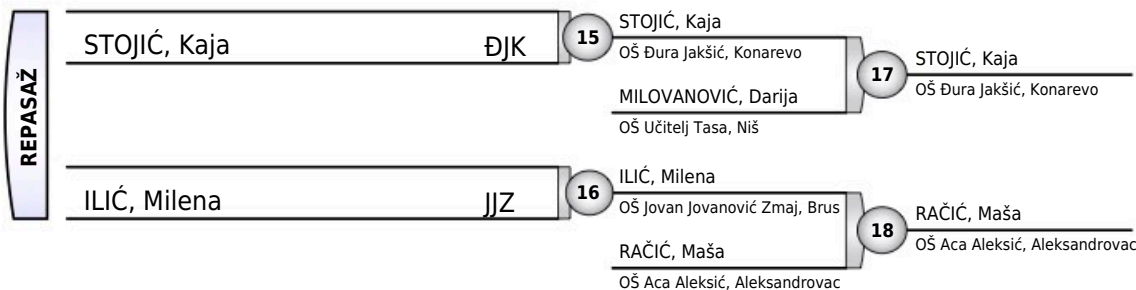 REPASAŽ
STOJIĆ, Kaja ĐJK
15
STOJIĆ, Kaja
OŠ Đura Jakšić, Konarevo
MILOVANOVIĆ, Darija
OŠ Učitelj Tasa, Niš
17
STOJIĆ, Kaja
OŠ Đura Jakšić, Konarevo
ILIĆ, Milena JJZ
16
ILIĆ, Milena
OŠ Jovan Jovanović Zmaj, Brus
RAČIĆ, Maša
OŠ Aca Aleksić, Aleksandrovac
18
RAČIĆ, Maša
OŠ Aca Aleksić, Aleksandrovac